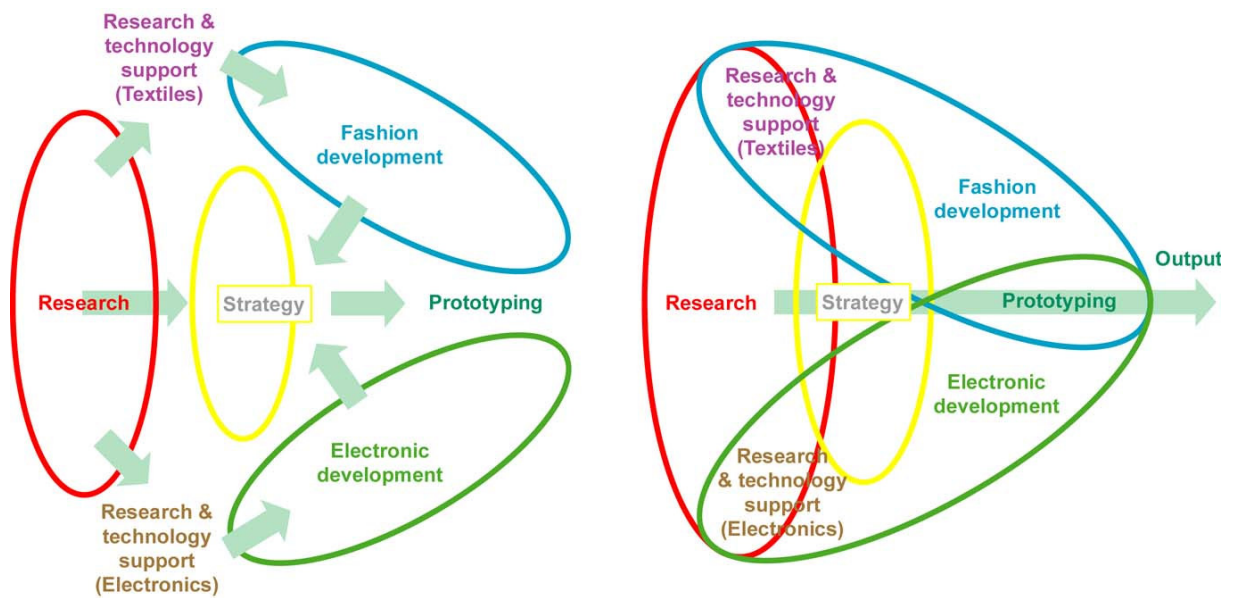 Research &
technology
support
(Textiles)
Fashion
development
Research
Strategy
Prototyping
Electronic
development
Research &
technology
support
(Electronics)
Research &
technology
support
(Textiles)
Fashion
development
Output
Research
Strategy
Prototyping
Electronic
development
Research
& technology
support
(Electronics)